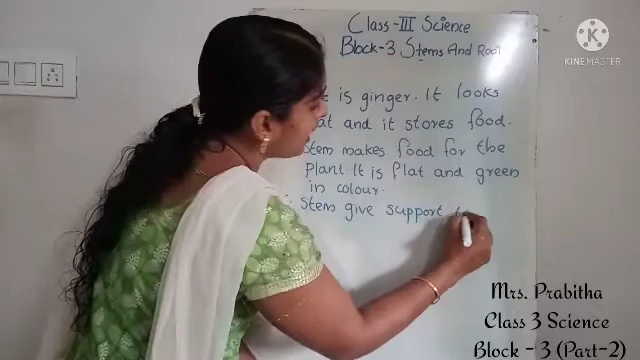 Class-III Science
Block-3 Stems And Root
KINEMASTER
is ginger. It looks
and it stores food.
Stem makes food for the
Plant. It is flat and green
in colour.
Stem give support
Mrs. Prabitha
Class 3 Science
Block - 3 (Part-2)